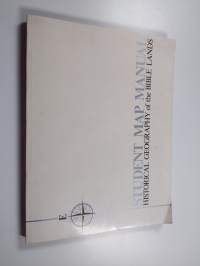 STUDENT MAP MANUAL
HISTORICAL GEOGRAPHY of the BIBLE LANDS
E